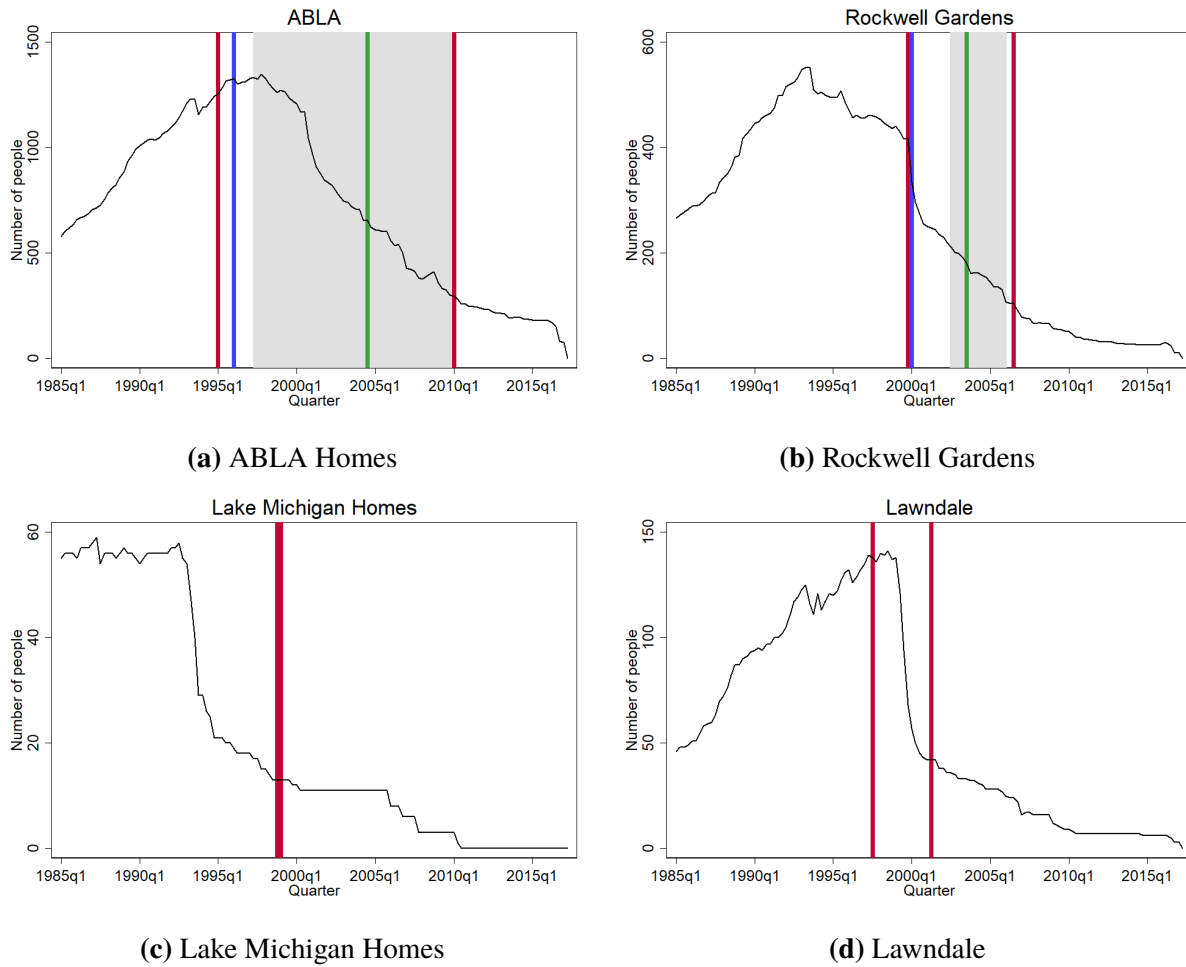 ABLA
Number of people
1500
1000
500
0
1985q1 1990q1 1995q1 2000q1 2005q1 2010q1 2015q1
Quarter
(a) ABLA Homes
Rockwell Gardens
Number of people
600
400
200
0
1985q1 1990q1 1995q1 2000q1 2005q1 2010q1 2015q1
Quarter
(b) Rockwell Gardens
Lake Michigan Homes
Number of people
60
40
20
0
1985q1 1990q1 1995q1 2000q1 2005q1 2010q1 2015q1
Quarter
(c) Lake Michigan Homes
Lawndale
Number of people
150
100
50
0
1985q1 1990q1 1995q1 2000q1 2005q1 2010q1 2015q1
Quarter
(d) Lawndale